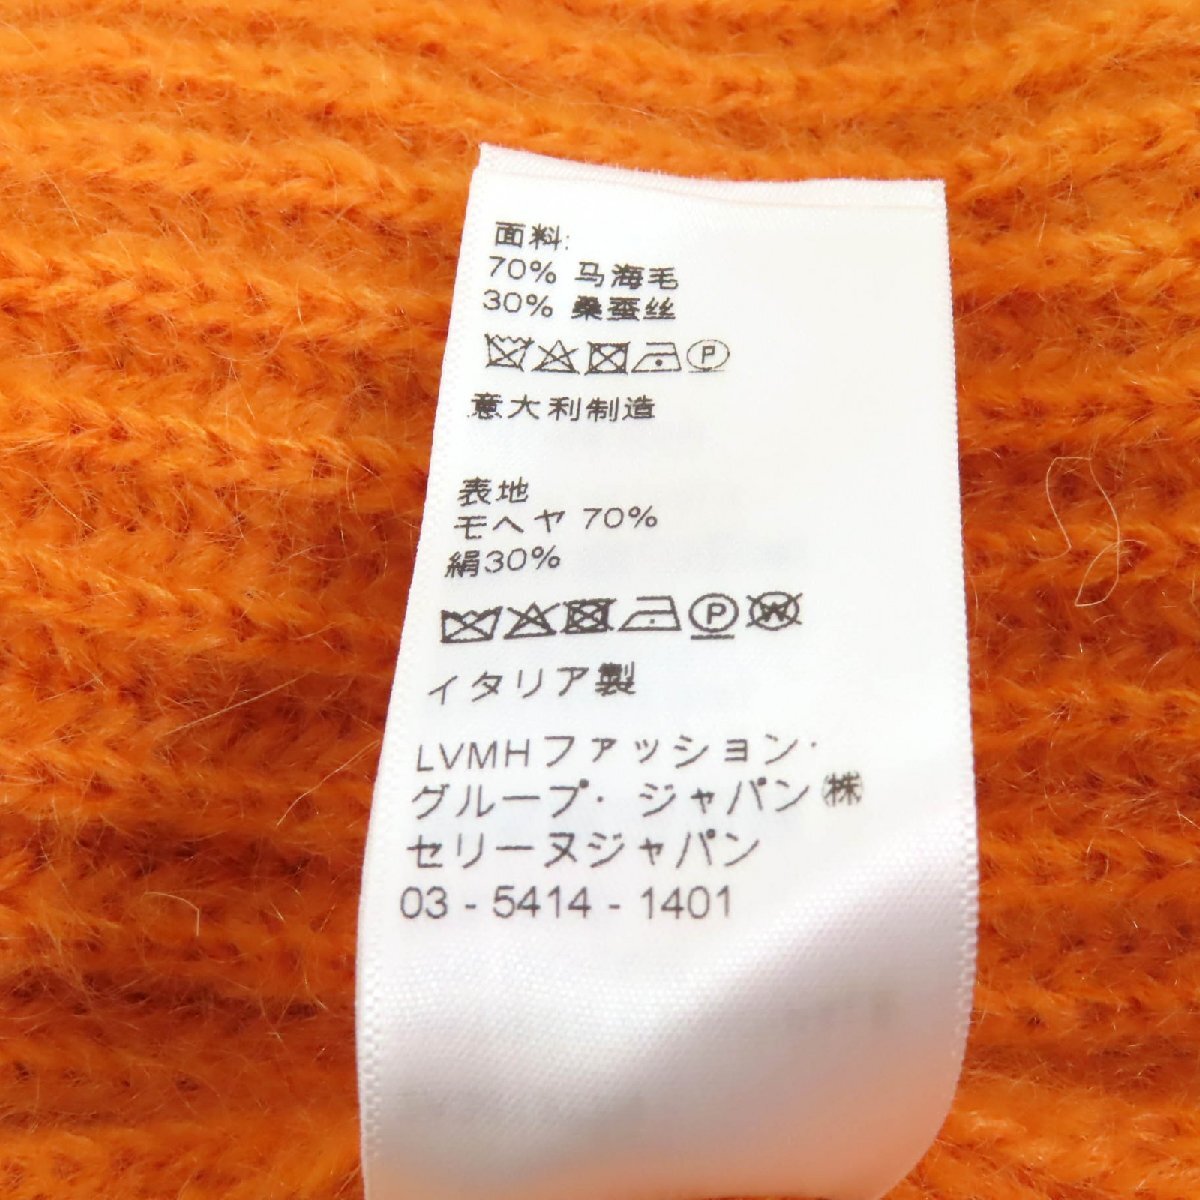 面料:
70% 马海毛
30% 桑蚕丝
P
意大利制造
表地
モヘヤ 70%
絹30%
P W
イタリア製
LVMHファッション・
グループ・ジャパン㈱
セリーヌジャパン
03 - 5414 - 1401